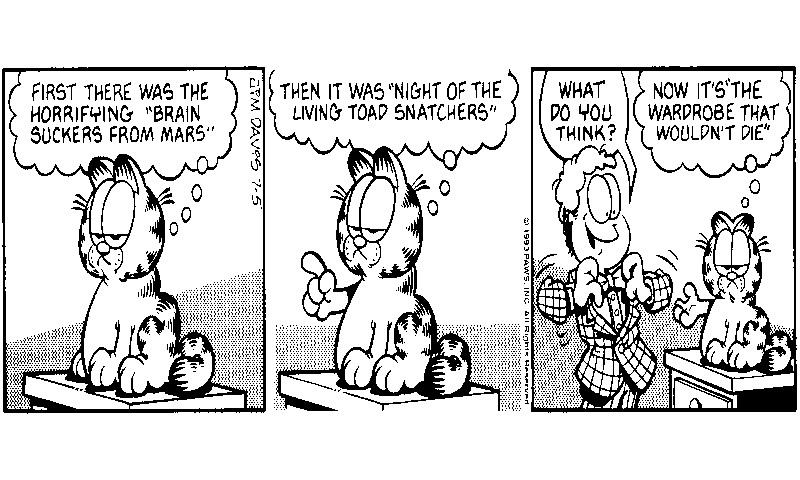 FIRST THERE WAS THE
HORRIFYING "BRAIN
SUCKERS FROM MARS"
JIM DAVIS 7-5
THEN IT WAS "NIGHT OF THE
LIVING TOAD SNATCHERS"
© 1993 PAWS, INC. All Rights Reserved
WHAT
DO YOU
THINK?
NOW IT'S "THE
WARDROBE THAT
WOULDN'T DIE"